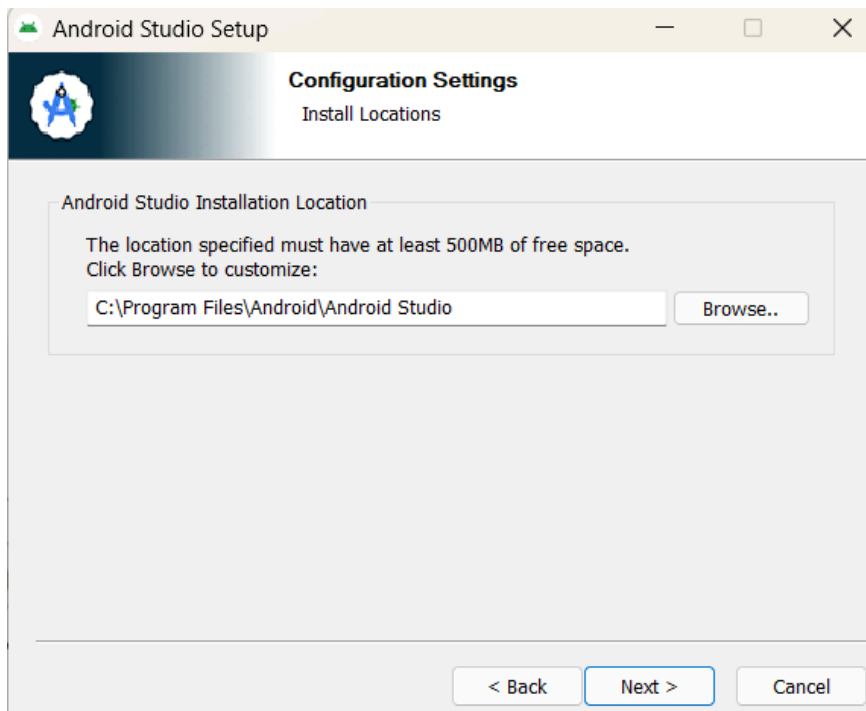 Android Studio Setup
Configuration Settings
Install Locations
Android Studio Installation Location
The location specified must have at least 500MB of free space.
Click Browse to customize:
C:\Program Files\Android\Android Studio
Browse..
< Back
Next >
Cancel